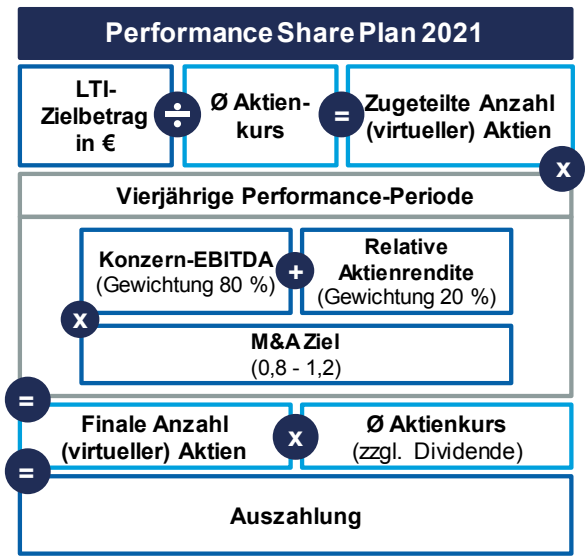 Performance Share Plan 2021
LTI-
Zielbetrag
in €
÷
Ø Aktien-
kurs
=
Zugeteilte Anzahl
(virtueller) Aktien
x
Vierjährige Performance-Periode
Konzern-EBITDA
(Gewichtung 80 %)
+
Relative
Aktienrendite
(Gewichtung 20 %)
x
M&A Ziel
(0,8 - 1,2)
=
Finale Anzahl
(virtueller) Aktien
x
Ø Aktienkurs
(zzgl. Dividende)
=
Auszahlung